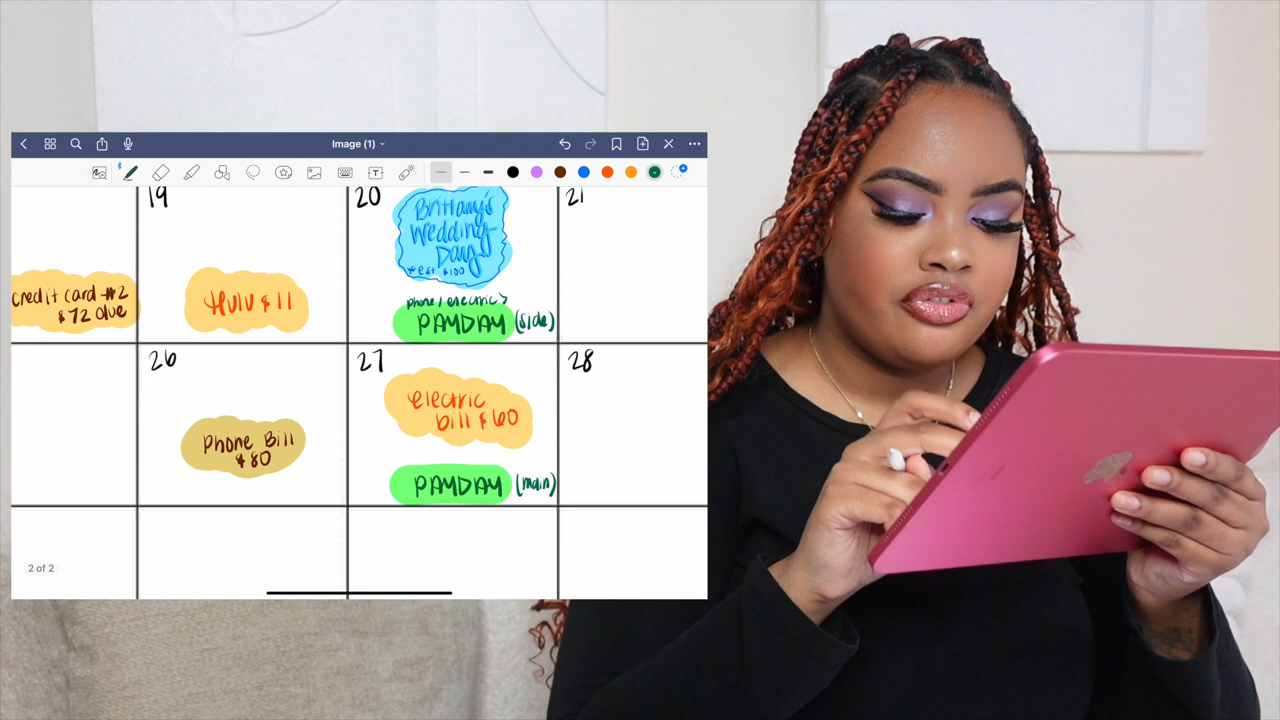 Image (1)
T
19
20
21
Brittany's
Wedding
Day
*est $100
credit card #2
$72 due
Hulu $11
phone/electric>
PAYDAY (side)
26
27
28
electric
bill $60
Phone Bill
$80
PAYDAY (main)
2 of 2